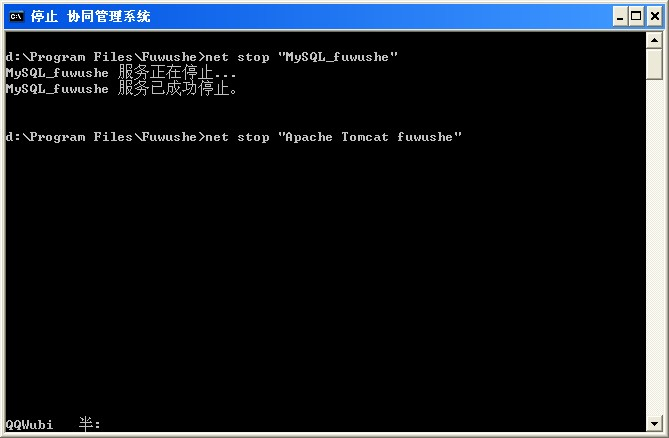 停止 协同管理系统
d:\Program Files\Fuwushe>net stop "MySQL_fuwushe"
MySQL_fuwushe 服务正在停止...
MySQL_fuwushe 服务已成功停止。
d:\Program Files\Fuwushe>net stop "Apache Tomcat fuwushe"
QQWubi 半: